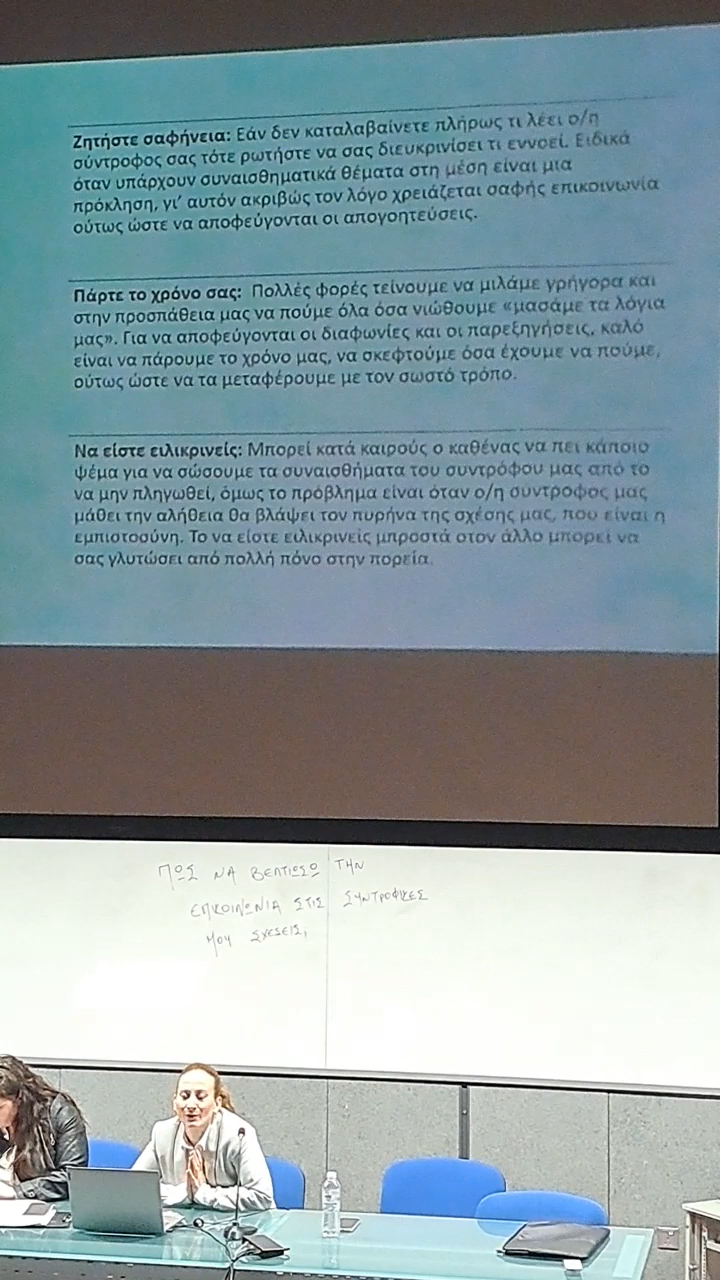 Ζητήστε σαφήνεια: Εάν δεν καταλαβαίνετε πλήρως τι λέει ο/η
σύντροφος σας τότε ρωτήστε να σας διευκρινίσει τι εννοεί. Ειδικά
όταν υπάρχουν συναισθηματικά θέματα στη μέση είναι μια
πρόκληση, γι’ αυτόν ακριβώς τον λόγο χρειάζεται σαφής επικοινωνία
ούτως ώστε να αποφεύγονται οι απογοητεύσεις.
Πάρτε το χρόνο σας: Πολλές φορές τείνουμε να μιλάμε γρήγορα και
στην προσπάθεια μας να πούμε όλα όσα νιώθουμε «μασάμε τα λόγια
μας». Για να αποφεύγονται οι διαφωνίες και οι παρεξηγήσεις, καλό
είναι να πάρουμε το χρόνο μας, να σκεφτούμε όσα έχουμε να πούμε,
ούτως ώστε να τα μεταφέρουμε με τον σωστό τρόπο.
Να είστε ειλικρινείς: Μπορεί κατά καιρούς ο καθένας να πει κάποιο
ψέμα για να σώσουμε τα συναισθήματα του συντρόφου μας από το
να μην πληγωθεί, όμως το πρόβλημα είναι όταν ο/η συντροφος μας
μάθει την αλήθεια θα βλάψει τον πυρήνα της σχέσης μας, που είναι η
εμπιστοσύνη. Το να είστε ειλικρινείς μπροστά στον άλλο μπορεί να
σας γλυτώσει από πολλή πόνο στην πορεία.
ΠΩΣ ΝΑ ΒΕΛΤΙΩΣΩ ΤΗΝ
ΕΠΙΚΟΙΝΩΝΙΑ ΣΤΙΣ ΣΥΝΤΡΟΦΙΚΕΣ
ΜΟΥ ΣΧΕΣΕΙΣ;